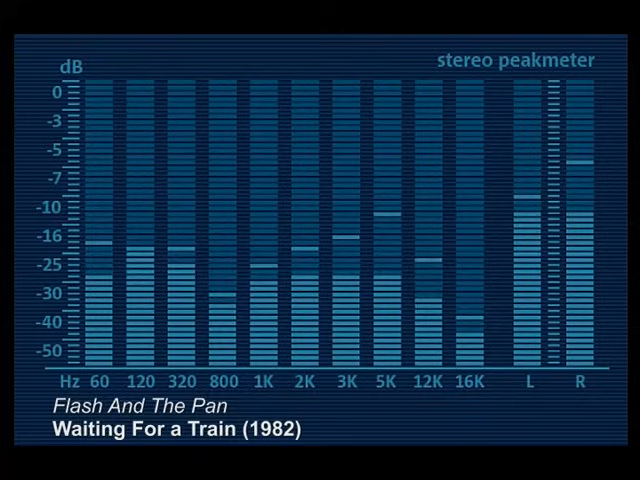 stereo peakmeter
dB
0
-3
-5
-7
-10
-16
-25
-30
-40
-50
Hz 60 120 320 800 1K 2K 3K 5K 12K 16K L R
Flash And The Pan
Waiting For a Train (1982)